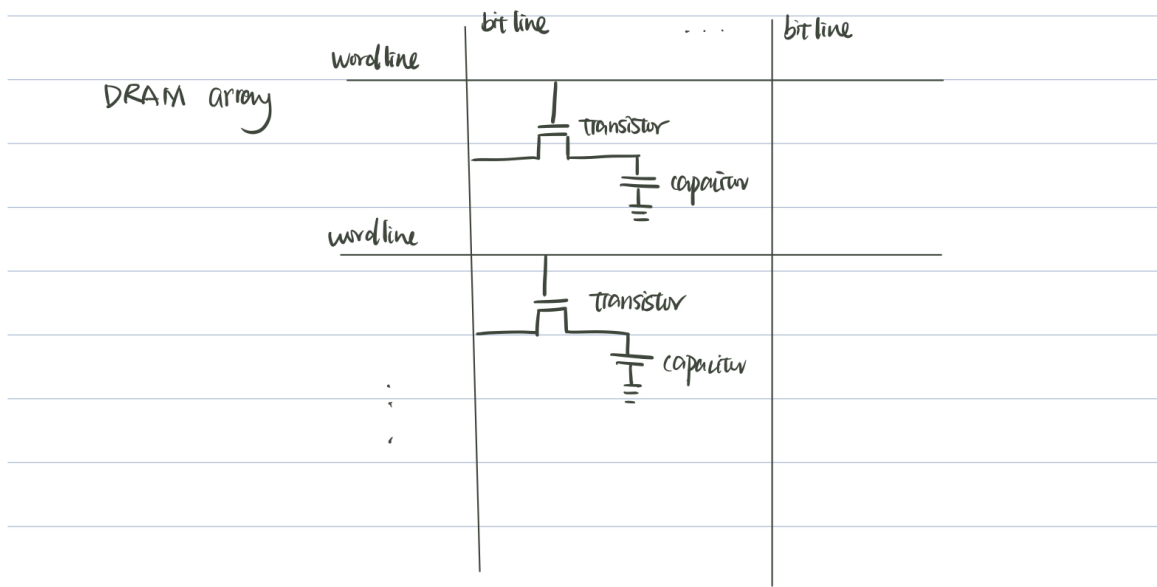 bit line ... bit line
wordline
DRAM array
transistor
capacitor
wordline
transistor
capacitor